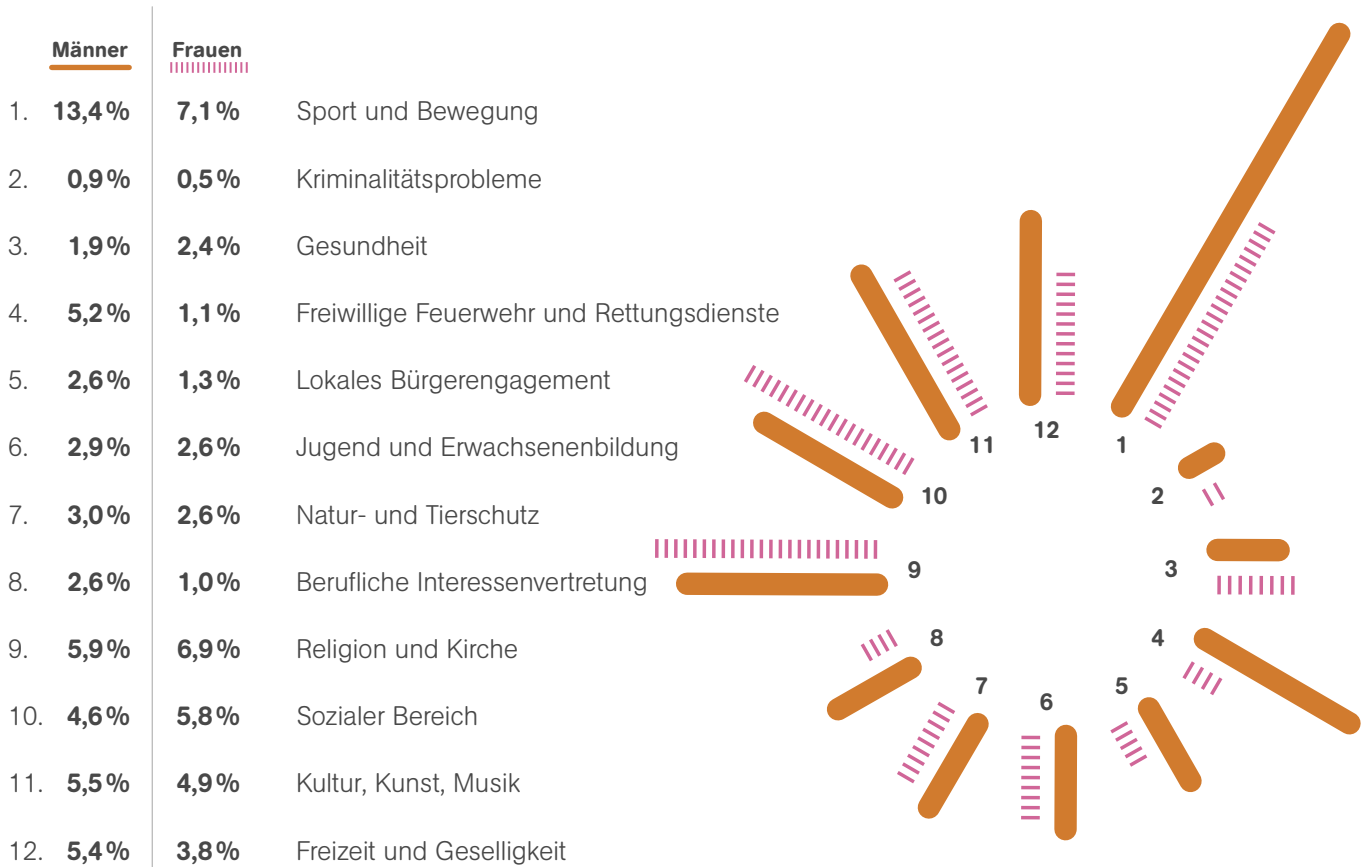 Männer Frauen
1. 13,4% 7,1% Sport und Bewegung
2. 0,9% 0,5% Kriminalitätsprobleme
3. 1,9% 2,4% Gesundheit
4. 5,2% 1,1% Freiwillige Feuerwehr und Rettungsdienste
5. 2,6% 1,3% Lokales Bürgerengagement
6. 2,9% 2,6% Jugend und Erwachsenenbildung
7. 3,0% 2,6% Natur- und Tierschutz
8. 2,6% 1,0% Berufliche Interessenvertretung
9. 5,9% 6,9% Religion und Kirche
10. 4,6% 5,8% Sozialer Bereich
11. 5,5% 4,9% Kultur, Kunst, Musik
12. 5,4% 3,8% Freizeit und Geselligkeit
1
2
3
4
5
6
7
8
9
10
11
12